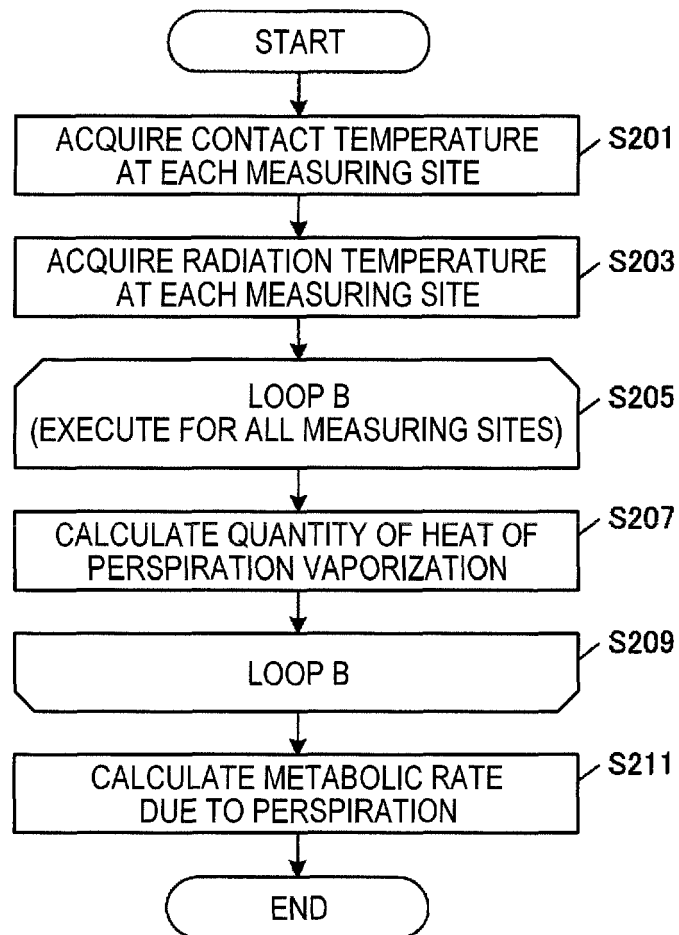 START
ACQUIRE CONTACT TEMPERATURE
AT EACH MEASURING SITE
S201
ACQUIRE RADIATION TEMPERATURE
AT EACH MEASURING SITE
S203
LOOP B
(EXECUTE FOR ALL MEASURING SITES)
S205
CALCULATE QUANTITY OF HEAT OF
PERSPIRATION VAPORIZATION
S207
LOOP B
S209
CALCULATE METABOLIC RATE
DUE TO PERSPIRATION
S211
END